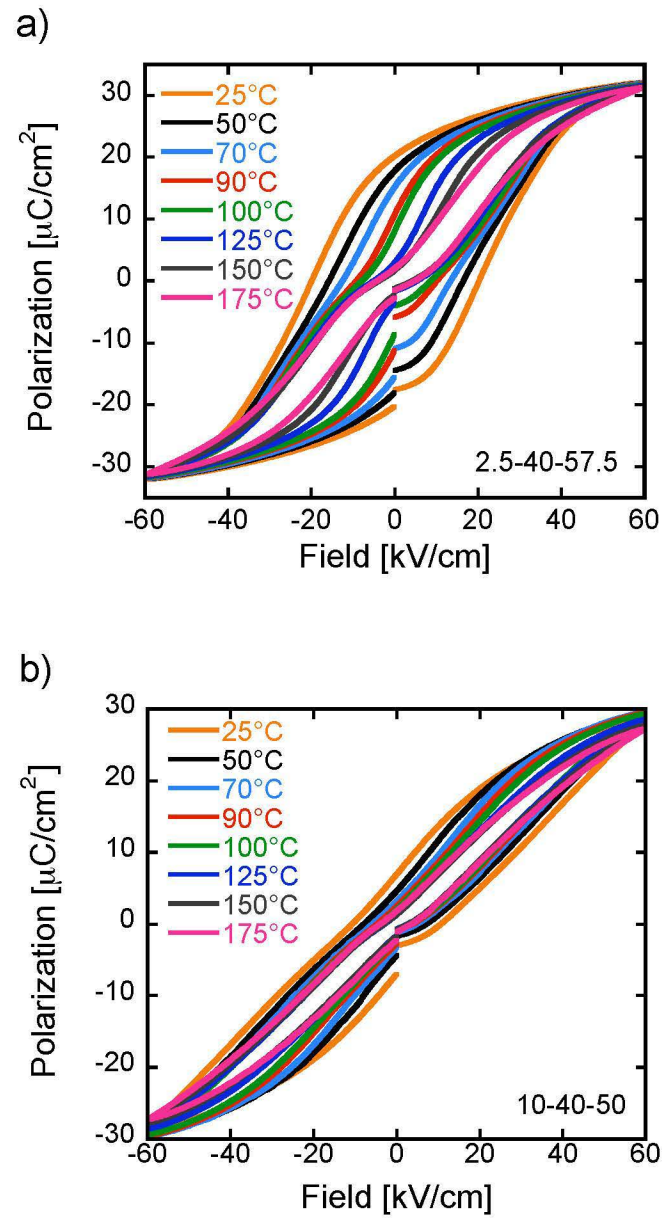 a)
30
20
10
0
-10
-20
-30
Polarization [µC/cm²]
25°C
50°C
70°C
90°C
100°C
125°C
150°C
175°C
2.5-40-57.5
-60 -40 -20 0 20 40 60
Field [kV/cm]
b)
30
20
10
0
-10
-20
-30
Polarization [µC/cm²]
25°C
50°C
70°C
90°C
100°C
125°C
150°C
175°C
10-40-50
-60 -40 -20 0 20 40 60
Field [kV/cm]